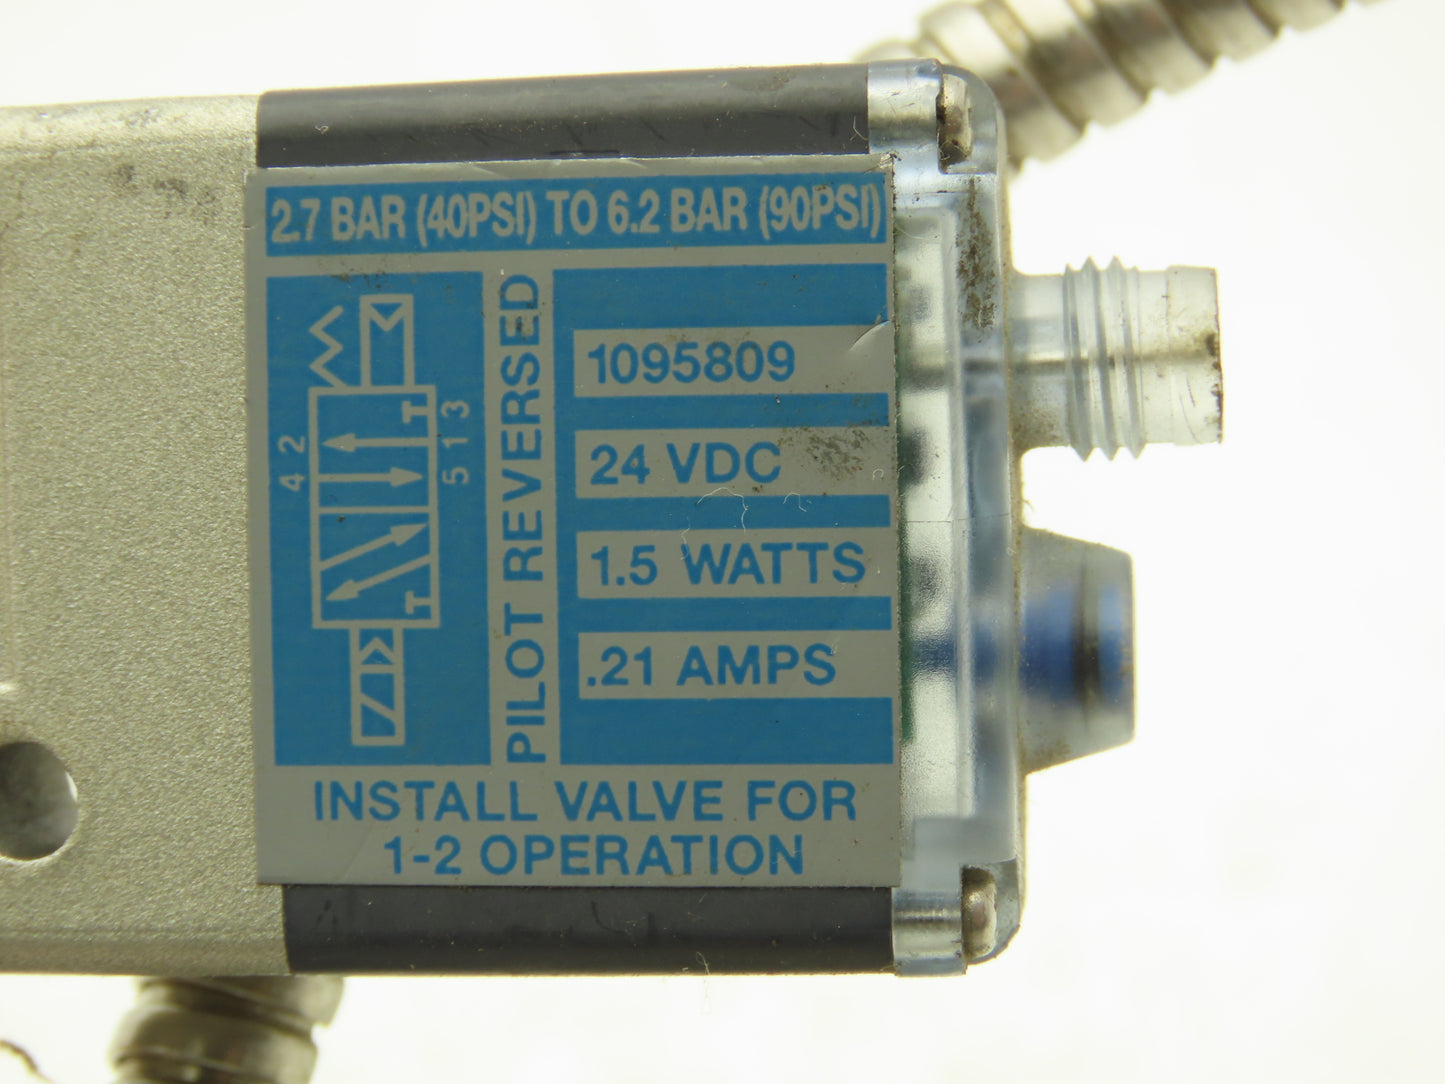 2.7 BAR (40PSI) TO 6.2 BAR (90PSI)
4 2
5 1 3
PILOT REVERSED
1095809
24 VDC
1.5 WATTS
.21 AMPS
INSTALL VALVE FOR
1-2 OPERATION